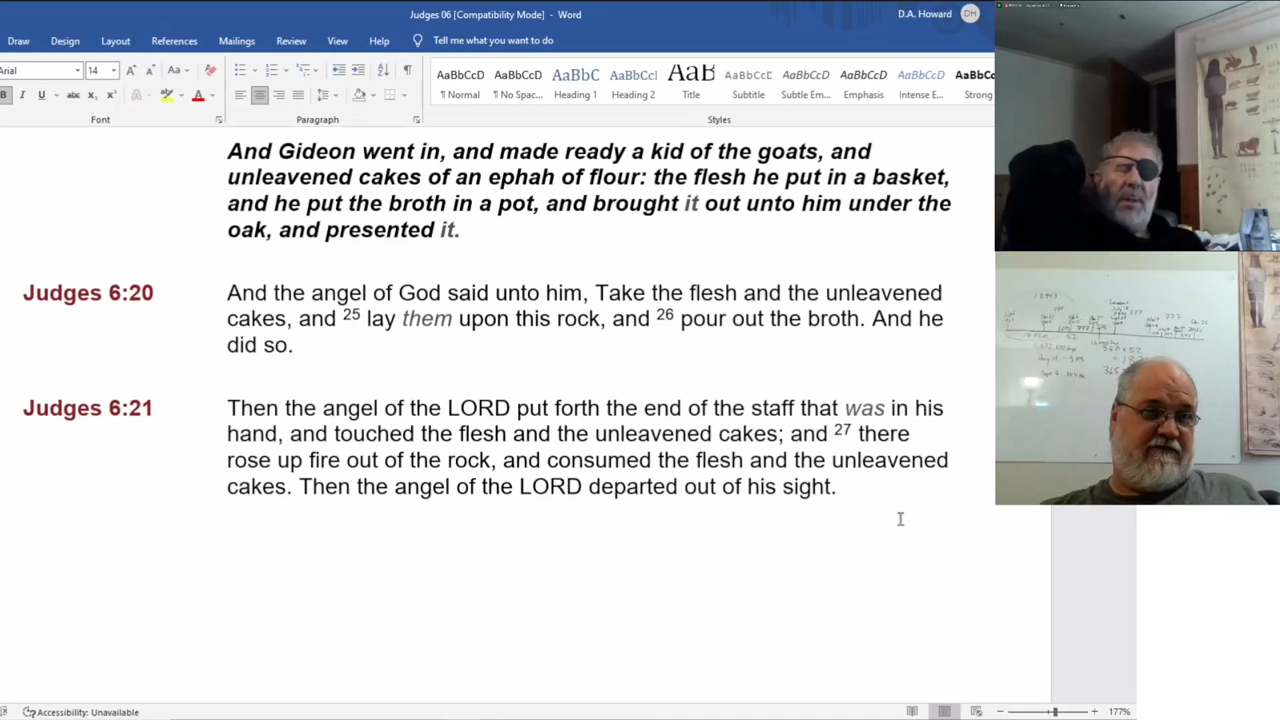 Judges 06 [Compatibility Mode] - Word
D.A. Howard DH
Draw Design Layout References Mailings Review View Help Tell me what you want to do
Arial 14
AaBbCcD AaBbCcD AaBbC AaBbCcD AaB AaBbCcD AaBbCcD AaBbCcD AaBbCcD
¶ Normal ¶ No Spac... Heading 1 Heading 2 Title Subtitle Subtle Em... Emphasis Intense E... Strong
Font Paragraph Styles
And Gideon went in, and made ready a kid of the goats, and
unleavened cakes of an ephah of flour: the flesh he put in a basket,
and he put the broth in a pot, and brought it out unto him under the
oak, and presented it.
Judges 6:20 And the angel of God said unto him, Take the flesh and the unleavened
cakes, and 25 lay them upon this rock, and 26 pour out the broth. And he
did so.
Judges 6:21 Then the angel of the LORD put forth the end of the staff that was in his
hand, and touched the flesh and the unleavened cakes; and 27 there
rose up fire out of the rock, and consumed the flesh and the unleavened
cakes. Then the angel of the LORD departed out of his sight.
360 x 52
Accessibility: Unavailable 177%